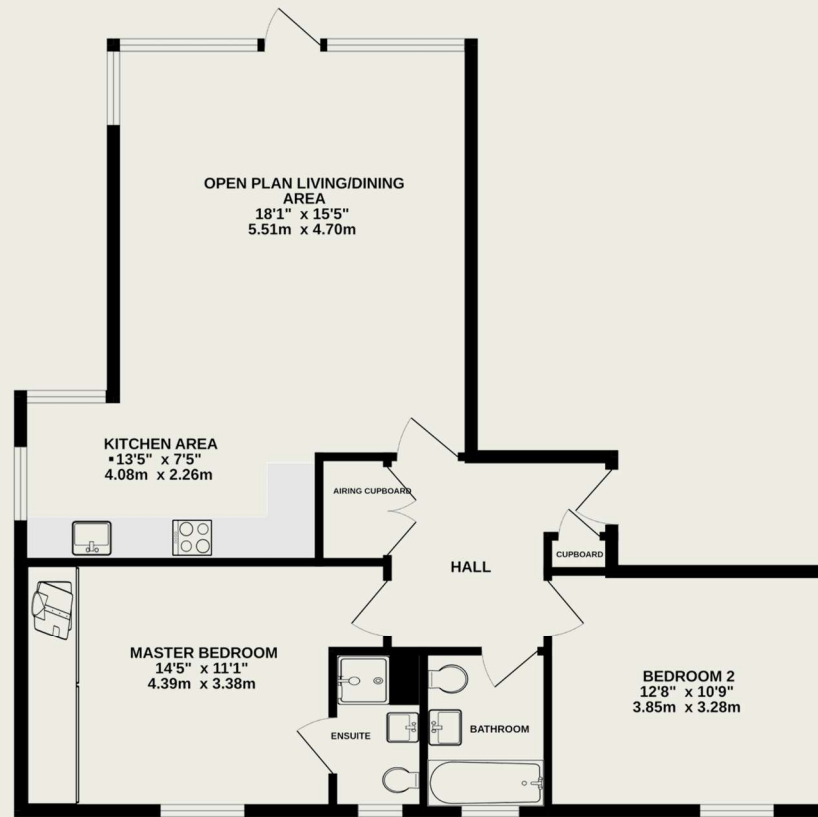 OPEN PLAN LIVING/DINING
AREA
18'1" x 15'5"
5.51m x 4.70m
KITCHEN AREA
13'5" x 7'5"
4.08m x 2.26m
AIRING CUPBOARD
CUPBOARD
HALL
MASTER BEDROOM
14'5" x 11'1"
4.39m x 3.38m
BEDROOM 2
12'8" x 10'9"
3.85m x 3.28m
ENSUITE
BATHROOM